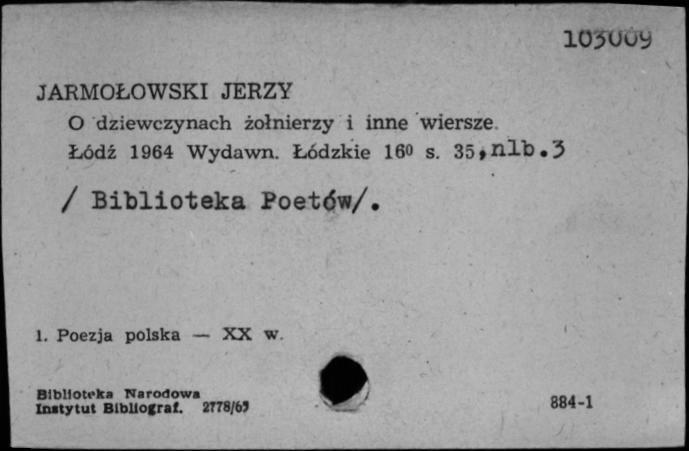 103009
JARMOŁOWSKI JERZY
O dziewczynach żołnierzy i inne wiersze.
Łódź 1964 Wydawn. Łódzkie 16⁰ s. 35,nlb.3
/ Biblioteka Poetów/.
1. Poezja polska — XX w.
Biblioteka Narodowa
Instytut Bibliograf. 2778/65
884-1